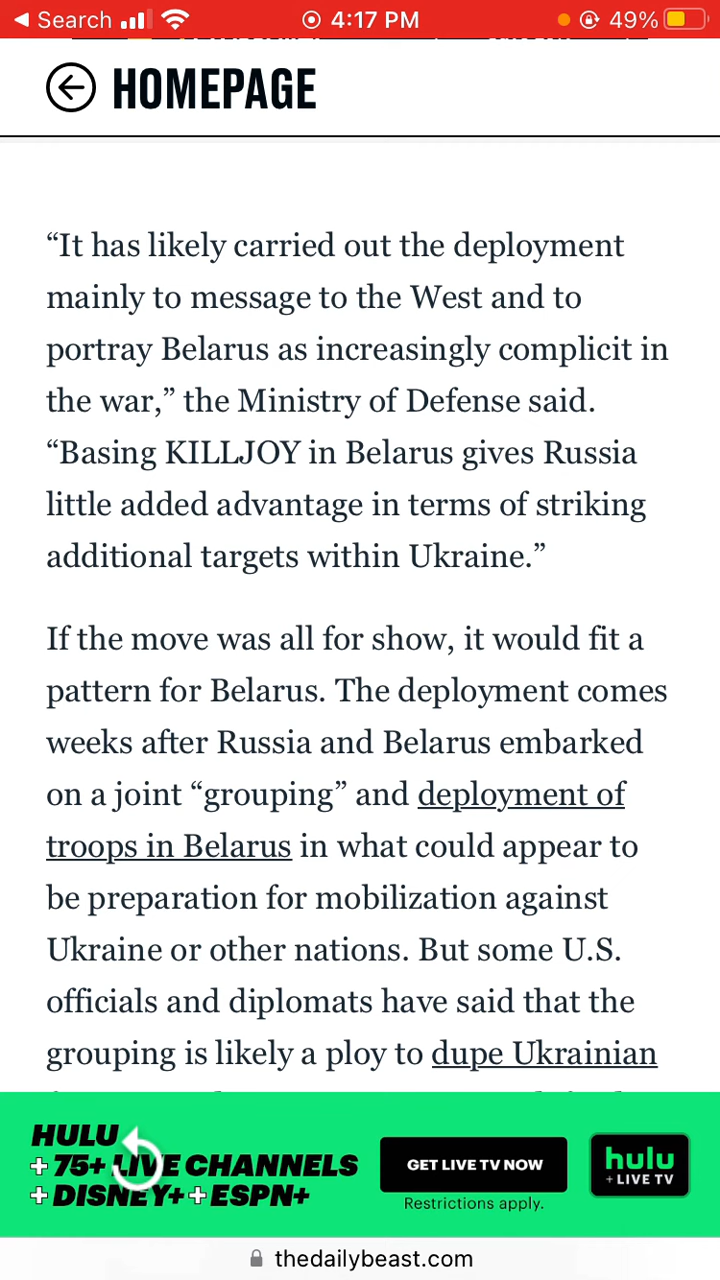 Search
4:17 PM
49%
HOMEPAGE
“It has likely carried out the deployment
mainly to message to the West and to
portray Belarus as increasingly complicit in
the war,” the Ministry of Defense said.
“Basing KILLJOY in Belarus gives Russia
little added advantage in terms of striking
additional targets within Ukraine.”
If the move was all for show, it would fit a
pattern for Belarus. The deployment comes
weeks after Russia and Belarus embarked
on a joint “grouping” and deployment of
troops in Belarus in what could appear to
be preparation for mobilization against
Ukraine or other nations. But some U.S.
officials and diplomats have said that the
grouping is likely a ploy to dupe Ukrainian
HULU
+ 75+ LIVE CHANNELS
+ DISNEY+ + ESPN+
GET LIVE TV NOW
Restrictions apply.
hulu
+ LIVE TV
thedailybeast.com